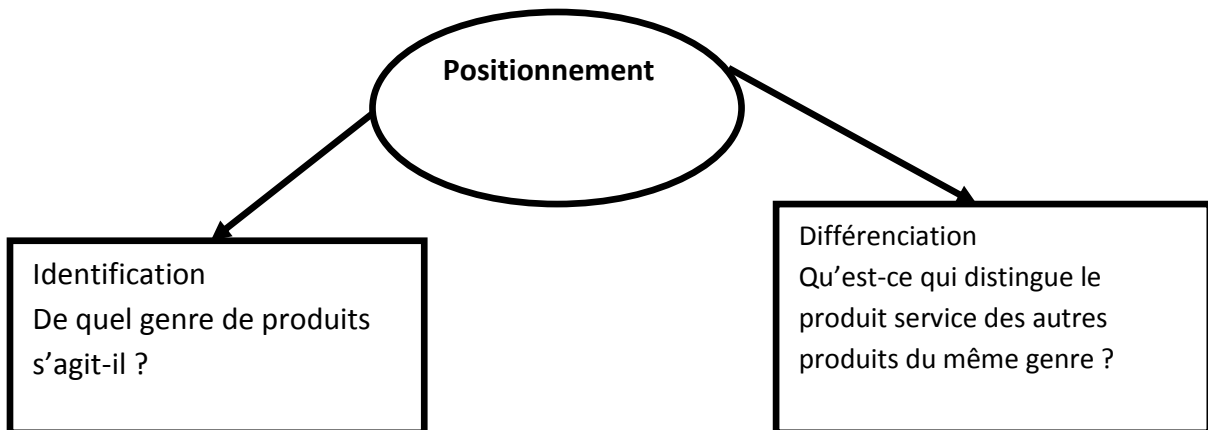 Positionnement
Identification
De quel genre de produits
s’agit-il ?
Différenciation
Qu’est-ce qui distingue le
produit service des autres
produits du même genre ?